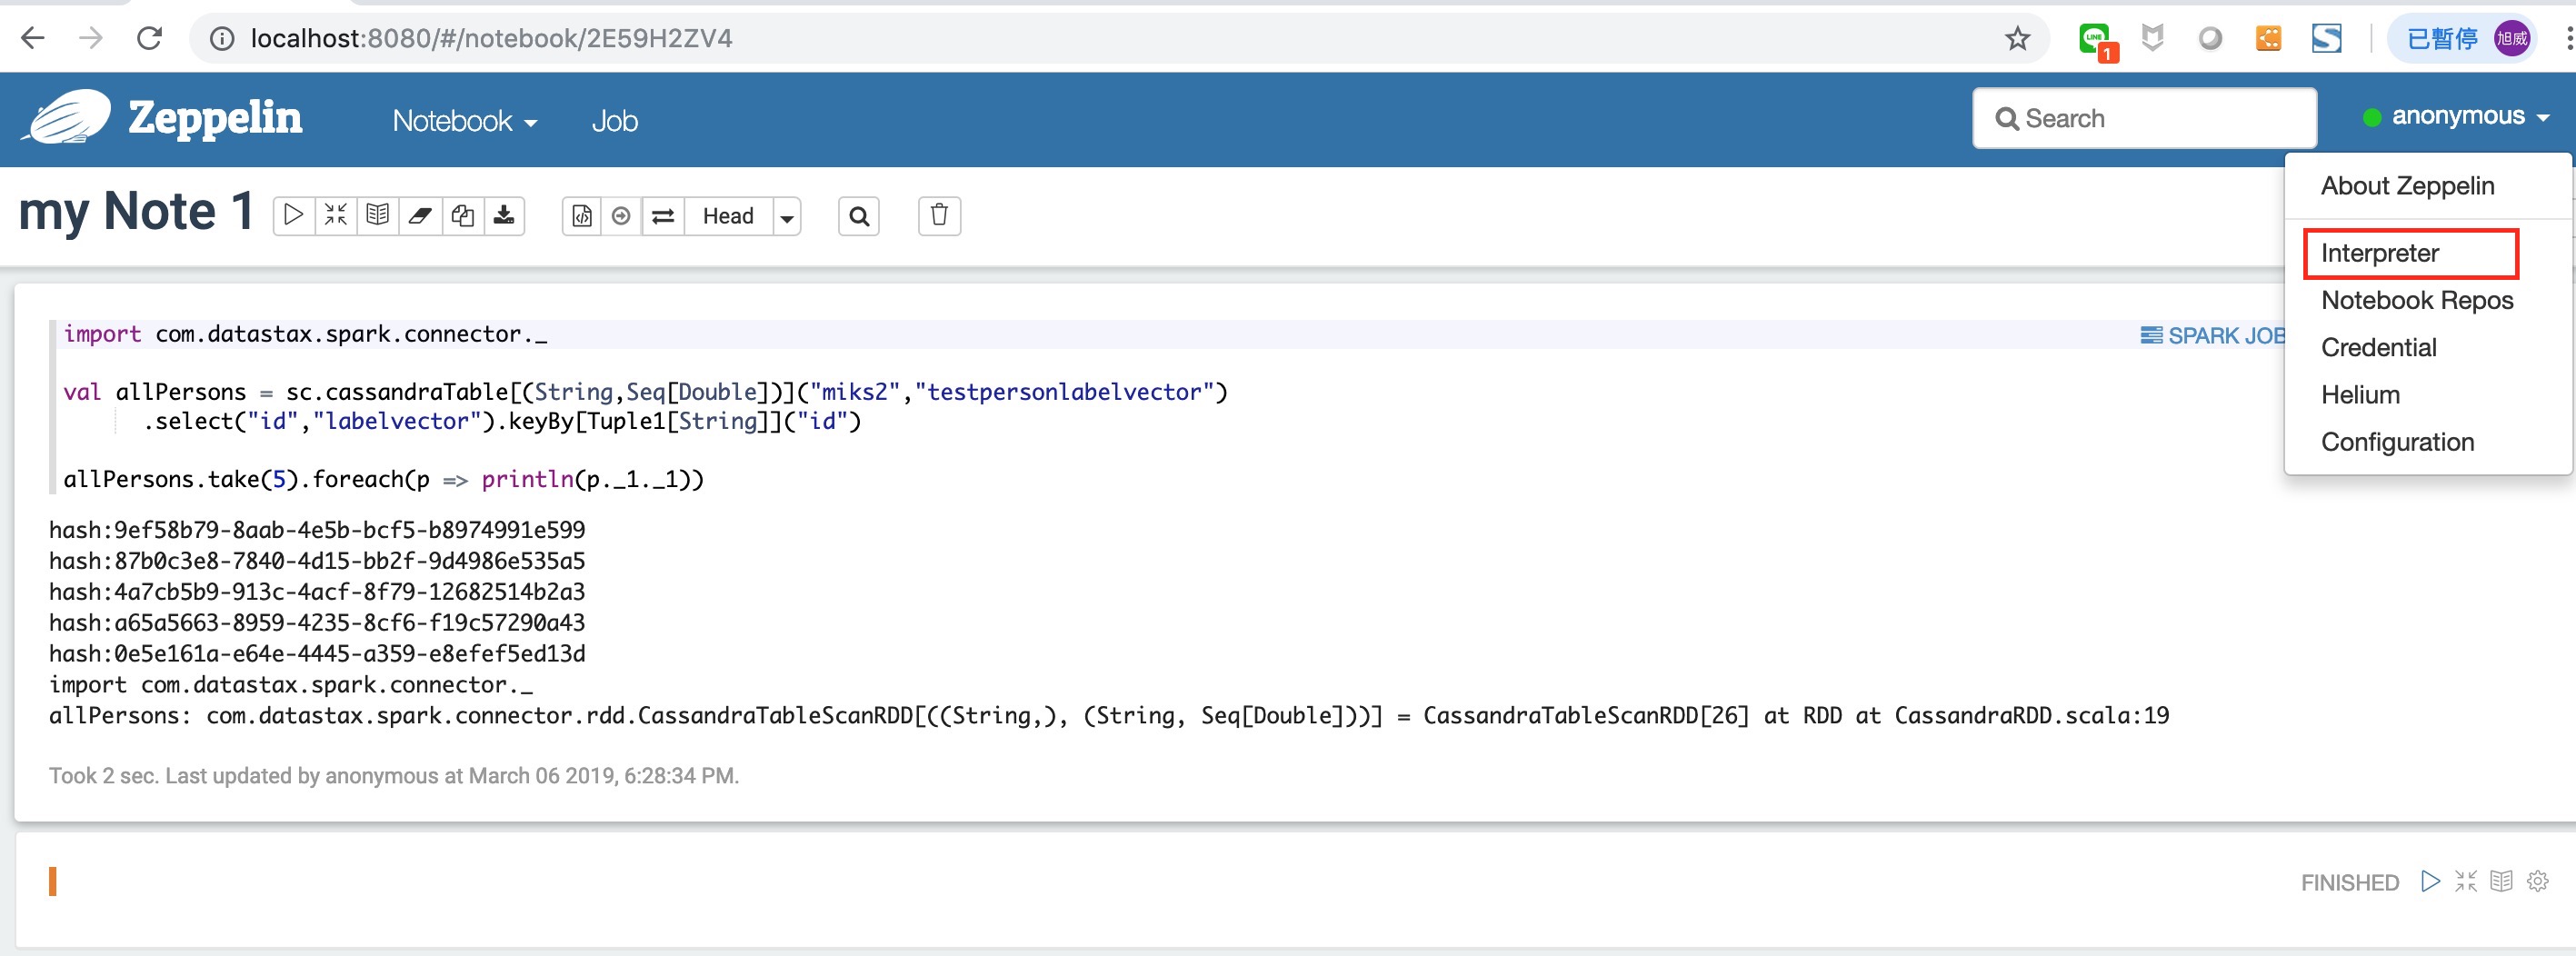 localhost:8080/#/notebook/2E59H2ZV4
1
已暫停
旭威
LINE
Zeppelin
Notebook
Job
Search
anonymous
About Zeppelin
Interpreter
Notebook Repos
Credential
Helium
Configuration
my Note 1
Head
import com.datastax.spark.connector._
SPARK JOB
val allPersons = sc.cassandraTable[(String,Seq[Double])]("miks2","testpersonlabelvector")
.select("id","labelvector").keyBy[Tuple1[String]]("id")
allPersons.take(5).foreach(p => println(p._1._1))
hash:9ef58b79-8aab-4e5b-bcf5-b8974991e599
hash:87b0c3e8-7840-4d15-bb2f-9d4986e535a5
hash:4a7cb5b9-913c-4acf-8f79-12682514b2a3
hash:a65a5663-8959-4235-8cf6-f19c57290a43
hash:0e5e161a-e64e-4445-a359-e8efef5ed13d
import com.datastax.spark.connector._
allPersons: com.datastax.spark.connector.rdd.CassandraTableScanRDD[((String,), (String, Seq[Double]))] = CassandraTableScanRDD[26] at RDD at CassandraRDD.scala:19
Took 2 sec. Last updated by anonymous at March 06 2019, 6:28:34 PM.
FINISHED